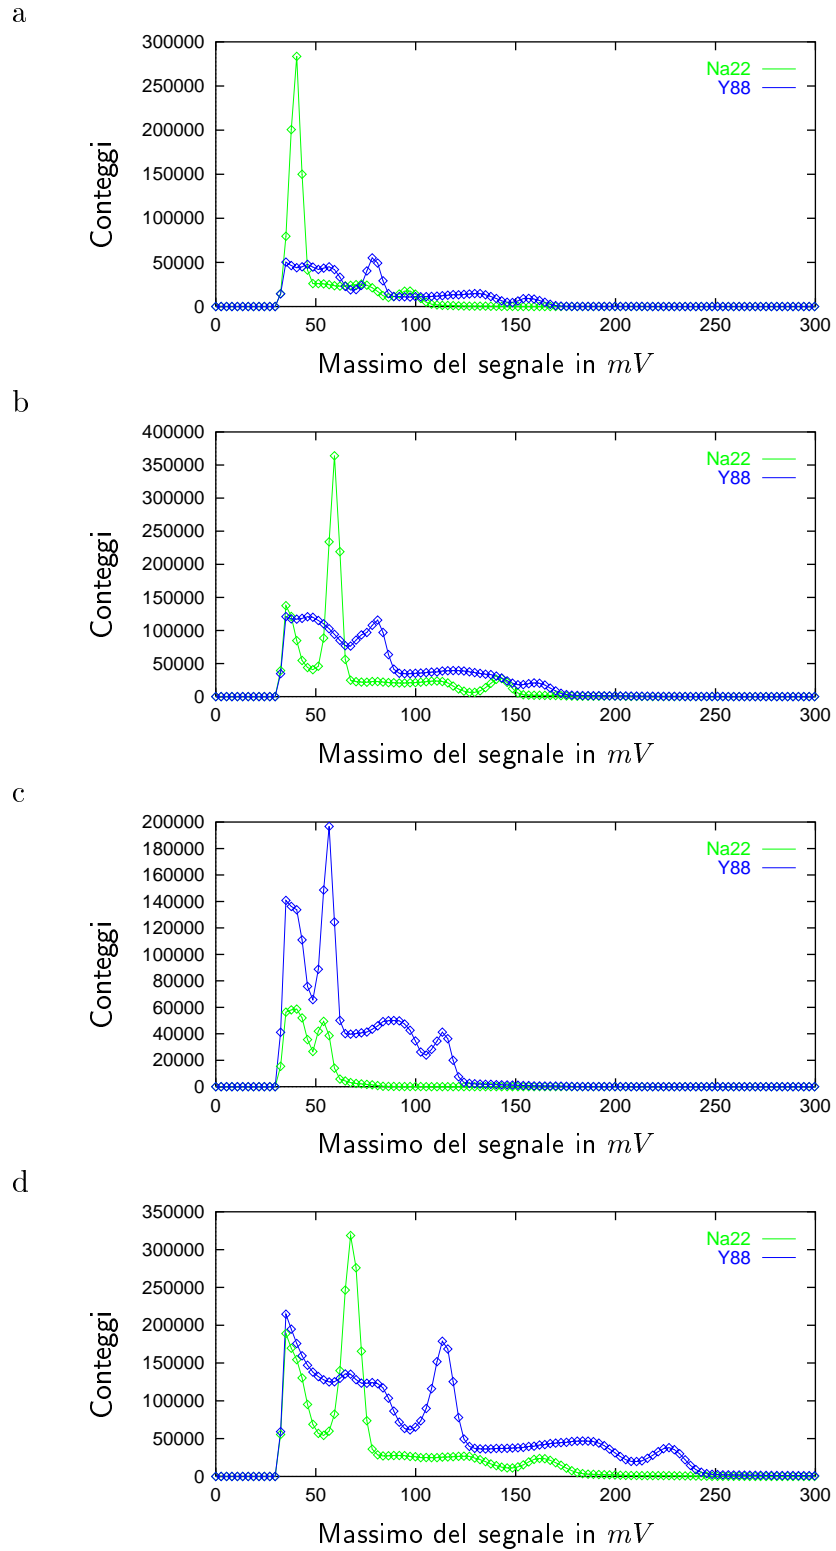 a
300000
250000
200000
150000
100000
50000
0
0 50 100 150 200 250 300
Conteggi
Na22
Y88
Massimo del segnale in mV
b
400000
350000
300000
250000
200000
150000
100000
50000
0
0 50 100 150 200 250 300
Conteggi
Na22
Y88
Massimo del segnale in mV
c
200000
180000
160000
140000
120000
100000
80000
60000
40000
20000
0
0 50 100 150 200 250 300
Conteggi
Na22
Y88
Massimo del segnale in mV
d
350000
300000
250000
200000
150000
100000
50000
0
0 50 100 150 200 250 300
Conteggi
Na22
Y88
Massimo del segnale in mV